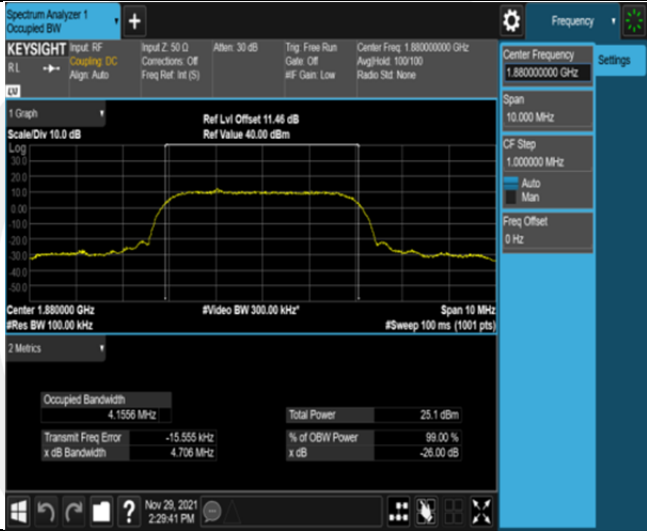 Spectrum Analyzer 1
Occupied BW
Frequency
KEYSIGHT
Input: RF
Coupling: DC
Align: Auto
Input Z: 50 Ω
Corrections: Off
Freq Ref: Int (S)
Atten: 30 dB
Trig: Free Run
Gate: Off
#IF Gain: Low
Center Freq: 1.880000000 GHz
Avg|Hold: 100/100
Radio Std: None
RL
LXI
1 Graph
Scale/Div 10.0 dB
Ref Lvl Offset 11.46 dB
Ref Value 40.00 dBm
Log
30.0
20.0
10.0
0.00
-10.0
-20.0
-30.0
-40.0
-50.0
Center 1.880000 GHz
#Res BW 100.00 kHz
#Video BW 300.00 kHz*
Span 10 MHz
#Sweep 100 ms (1001 pts)
2 Metrics
Occupied Bandwidth
4.1556 MHz
Transmit Freq Error -15.555 kHz
x dB Bandwidth 4.706 MHz
Total Power 25.1 dBm
% of OBW Power 99.00 %
x dB -26.00 dB
Nov 29, 2021
2:29:41 PM
Center Frequency
1.880000000 GHz
Settings
Span
10.000 MHz
CF Step
1.000000 MHz
Auto
Man
Freq Offset
0 Hz